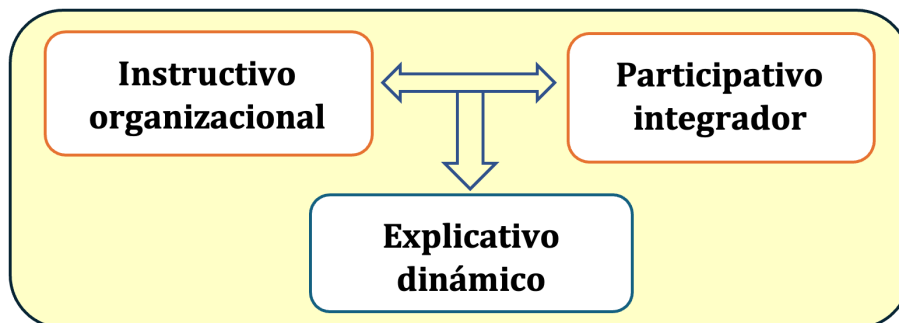 Instructivo
organizacional
Participativo
integrador
Explicativo
dinámico